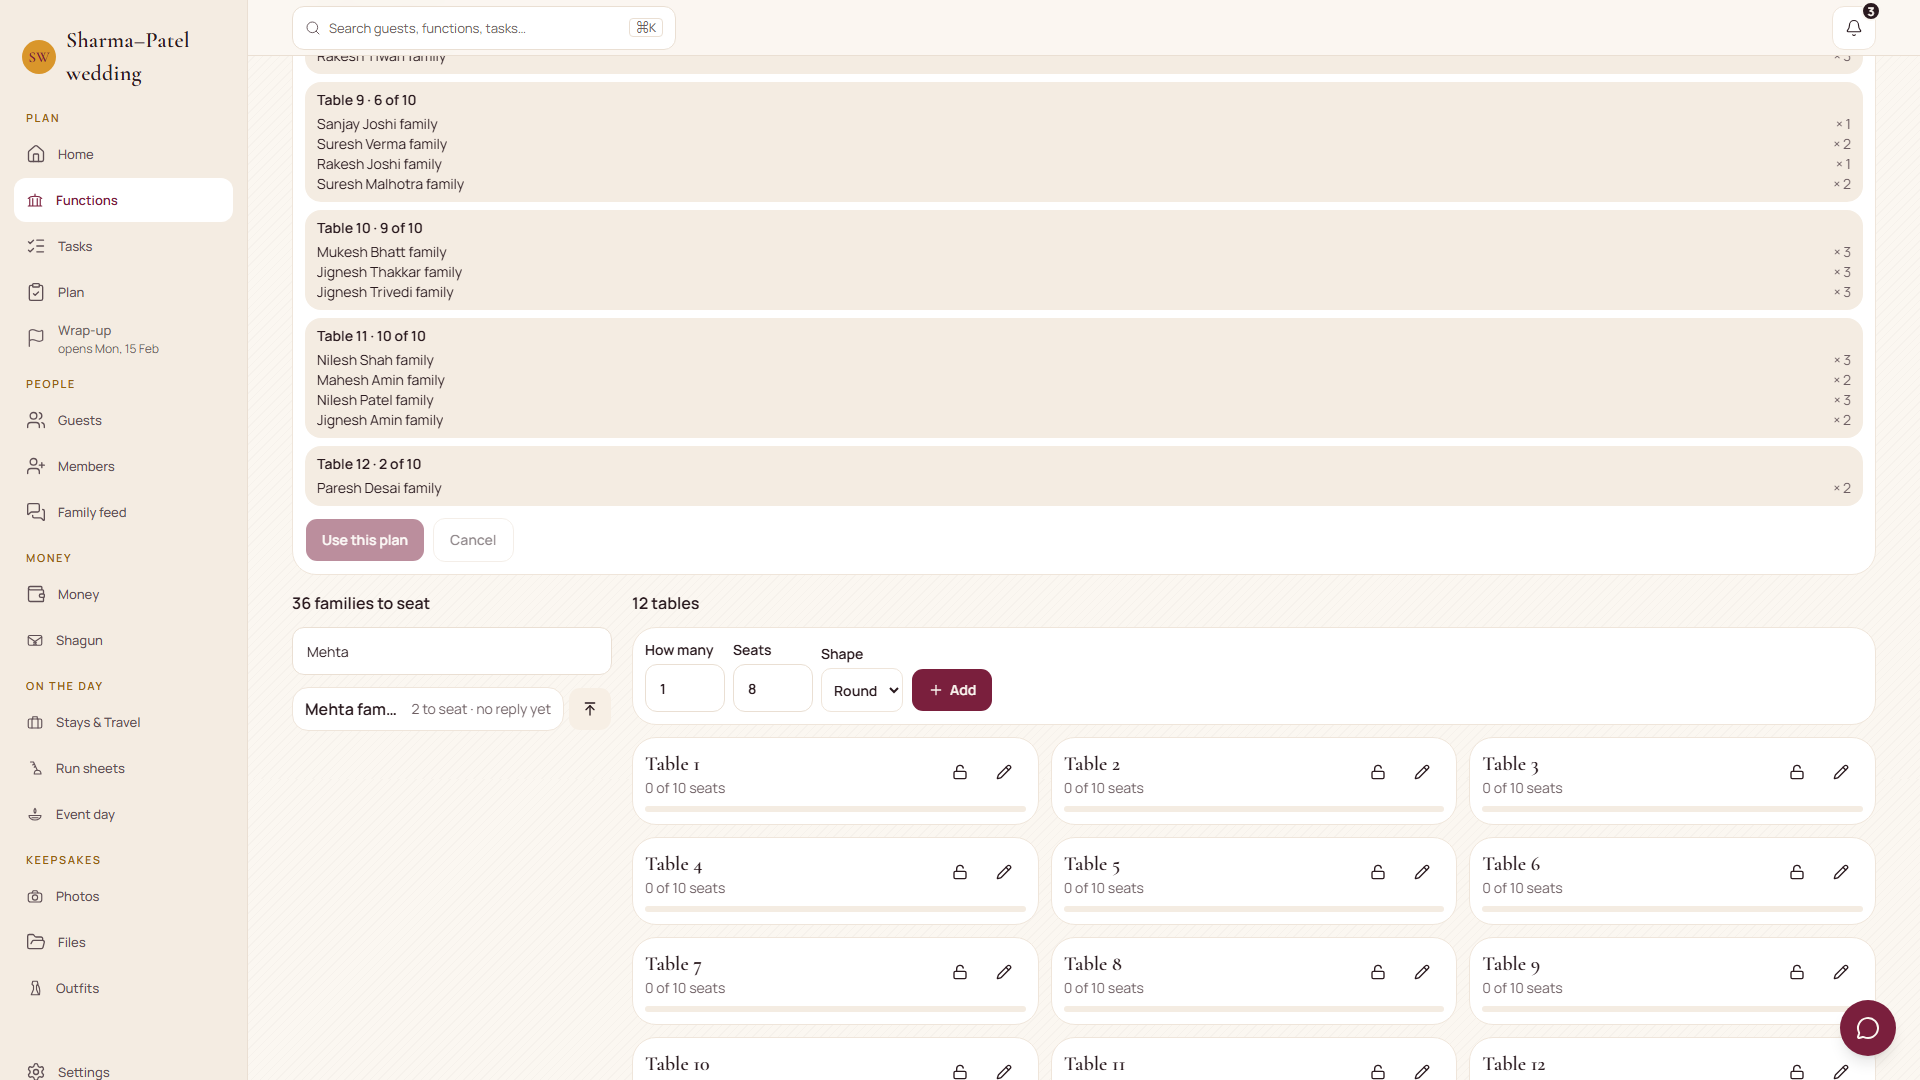 SW
Sharma–Patel
wedding
PLAN
Home
Functions
Tasks
Plan
Wrap-up
opens Mon, 15 Feb
PEOPLE
Guests
Members
Family feed
MONEY
Money
Shagun
ON THE DAY
Stays & Travel
Run sheets
Event day
KEEPSAKES
Photos
Files
Outfits
Settings
Search guests, functions, tasks...
⌘K
3
Rakesh Tiwari family × 3
Table 9 · 6 of 10
Sanjay Joshi family × 1
Suresh Verma family × 2
Rakesh Joshi family × 1
Suresh Malhotra family × 2
Table 10 · 9 of 10
Mukesh Bhatt family × 3
Jignesh Thakkar family × 3
Jignesh Trivedi family × 3
Table 11 · 10 of 10
Nilesh Shah family × 3
Mahesh Amin family × 2
Nilesh Patel family × 3
Jignesh Amin family × 2
Table 12 · 2 of 10
Paresh Desai family × 2
Use this plan Cancel
36 families to seat
Mehta
Mehta fam... 2 to seat · no reply yet
12 tables
How many Seats Shape
1 8 Round + Add
Table 1 Table 2 Table 3
0 of 10 seats 0 of 10 seats 0 of 10 seats
Table 4 Table 5 Table 6
0 of 10 seats 0 of 10 seats 0 of 10 seats
Table 7 Table 8 Table 9
0 of 10 seats 0 of 10 seats 0 of 10 seats
Table 10 Table 11 Table 12